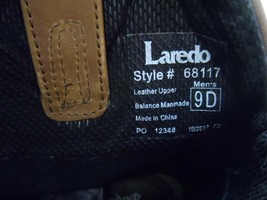 Laredo
Style # 68117
Leather Upper Men's
Balance Manmade 9D
Made in China
PO 12348